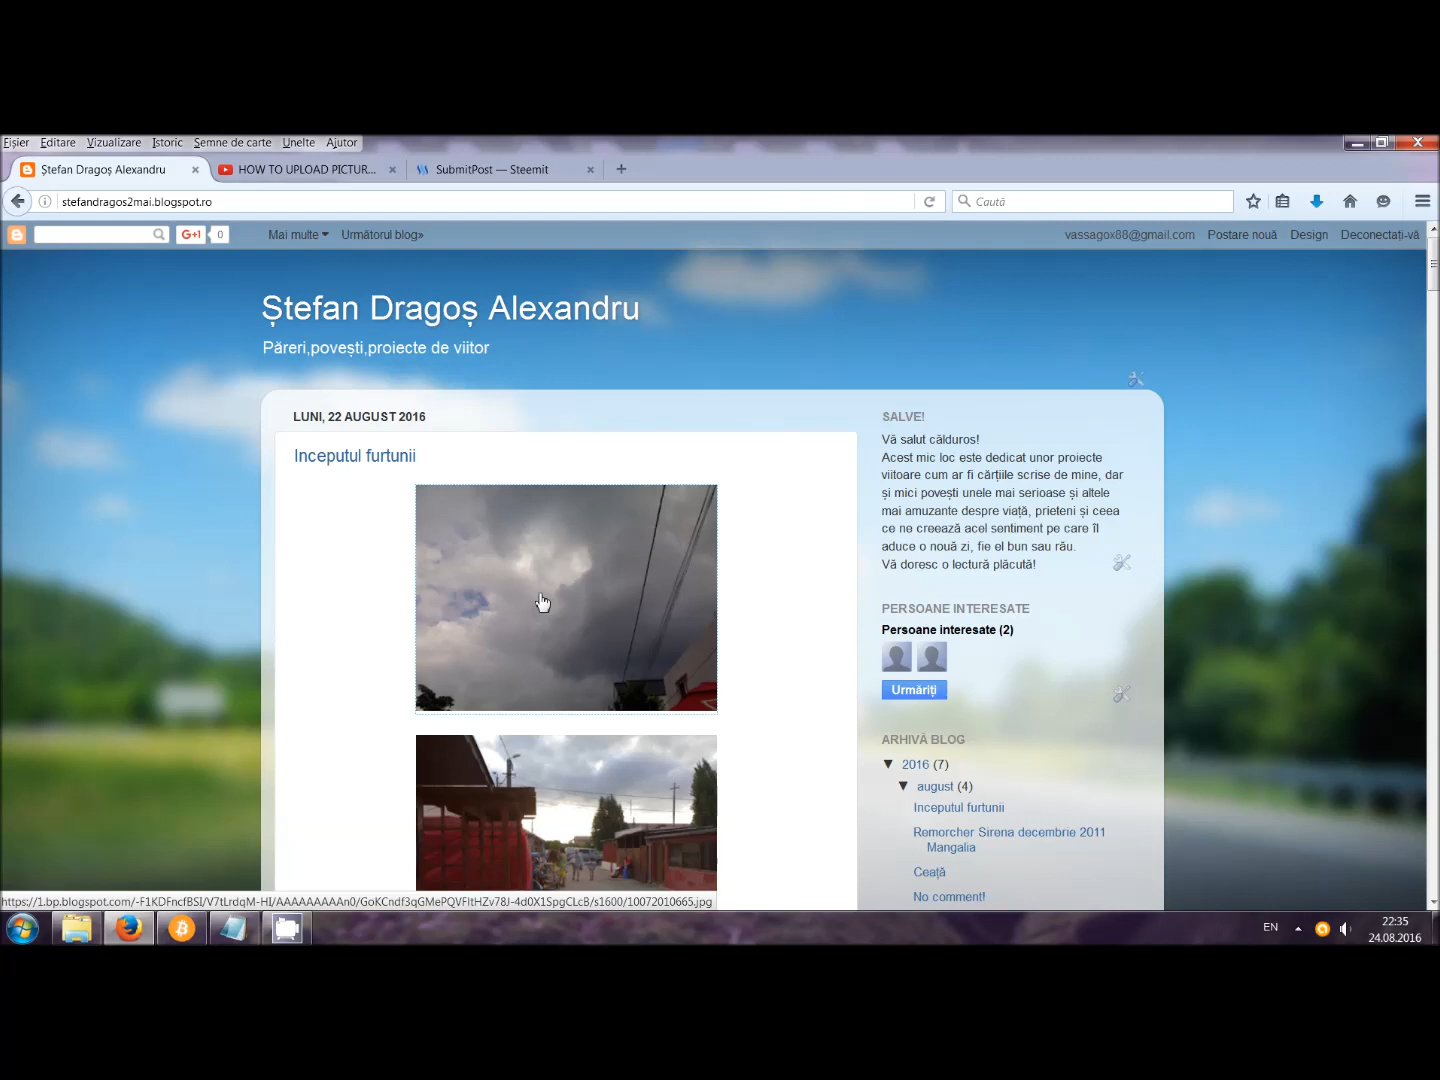 Fișier Editare Vizualizare Istoric Semne de carte Unelte Ajutor
Ștefan Dragoș Alexandru
HOW TO UPLOAD PICTUR...
SubmitPost — Steemit
stefandragos2mai.blogspot.ro
Caută
G+1 0
Mai multe
Următorul blog»
vassagox88@gmail.com Postare nouă Design Deconectați-vă
Ștefan Dragoș Alexandru
Păreri,povești,proiecte de viitor
LUNI, 22 AUGUST 2016
Inceputul furtunii
SALVE!
Vă salut călduros!
Acest mic loc este dedicat unor proiecte
viitoare cum ar fi cărțiile scrise de mine, dar
și mici povești unele mai serioase și altele
mai amuzante despre viață, prieteni și ceea
ce ne creează acel sentiment pe care îl
aduce o nouă zi, fie el bun sau rău.
Vă doresc o lectură plăcută!
PERSOANE INTERESATE
Persoane interesate (2)
Urmăriți
ARHIVĂ BLOG
▼ 2016 (7)
▼ august (4)
Inceputul furtunii
Remorcher Sirena decembrie 2011
Mangalia
Ceață
No comment!
https://1.bp.blogspot.com/-F1KDFncfBSI/V7tLrdqM-HI/AAAAAAAAAn0/GoKCndf3qGMePQVFltHZv78J-4d0X1SpgCLcB/s1600/10072010665.jpg
EN
22:35
24.08.2016